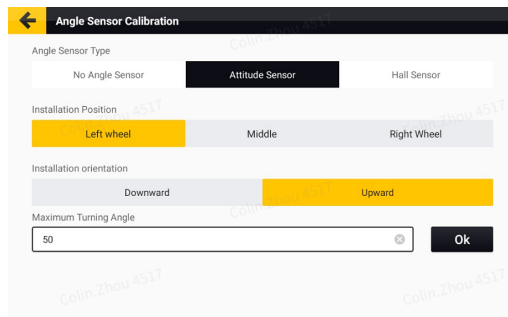 Angle Sensor Calibration
Angle Sensor Type
No Angle Sensor Attitude Sensor Hall Sensor
Installation Position
Left wheel Middle Right Wheel
Installation orientation
Downward Upward
Maximum Turning Angle
50 Ok
Colin.Zhou 4517
Colin.Zhou 4517
Colin.Zhou 4517
Colin.Zhou 4517
Colin.Zhou 4517
Colin.Zhou 4517